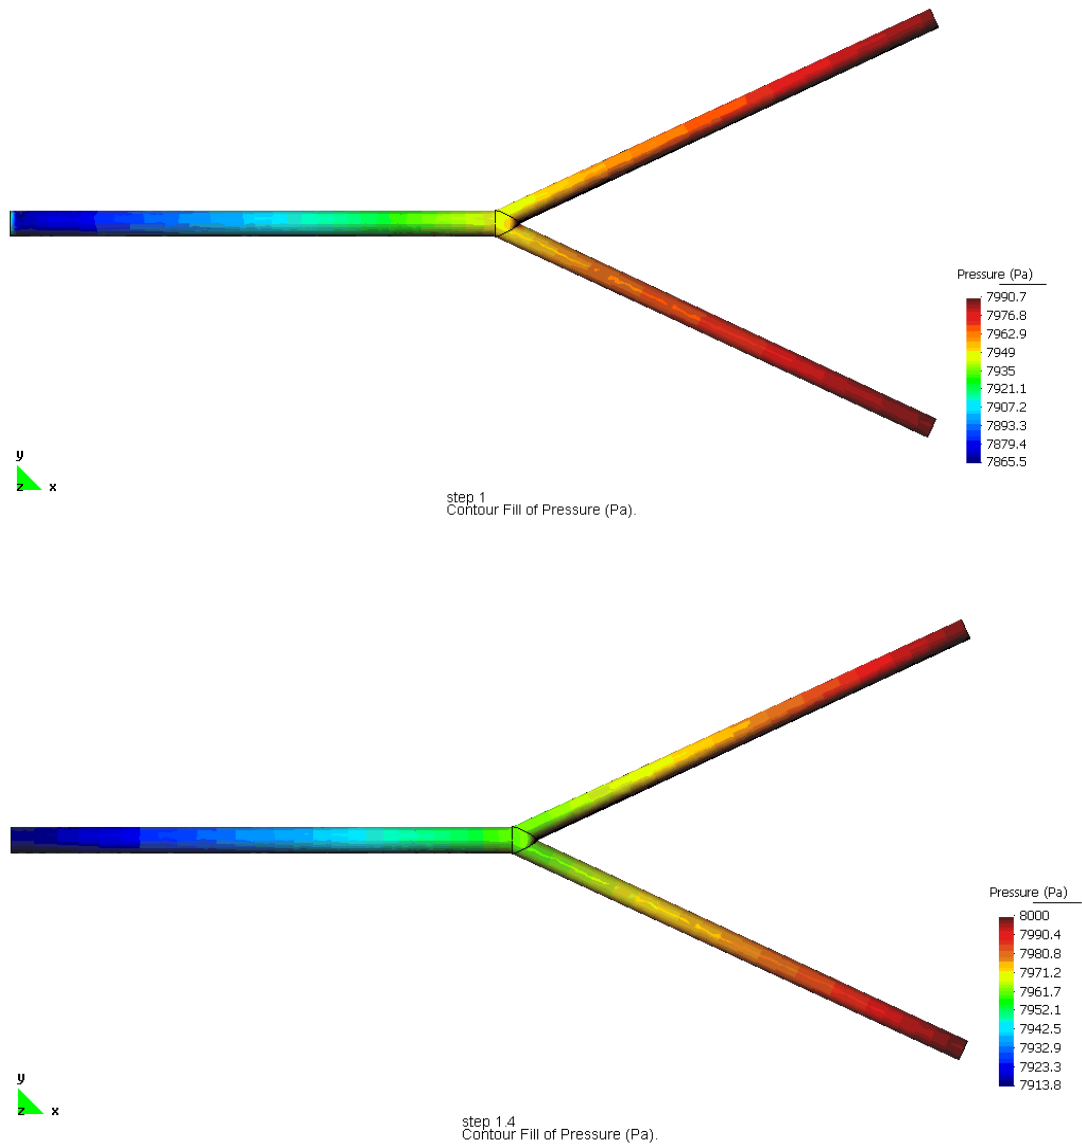 Pressure (Pa)
7990.7
7976.8
7962.9
7949
7935
7921.1
7907.2
7893.3
7879.4
7865.5
y
z x
step 1
Contour Fill of Pressure (Pa).
Pressure (Pa)
8000
7990.4
7980.8
7971.2
7961.7
7952.1
7942.5
7932.9
7923.3
7913.8
y
z x
step 1.4
Contour Fill of Pressure (Pa).